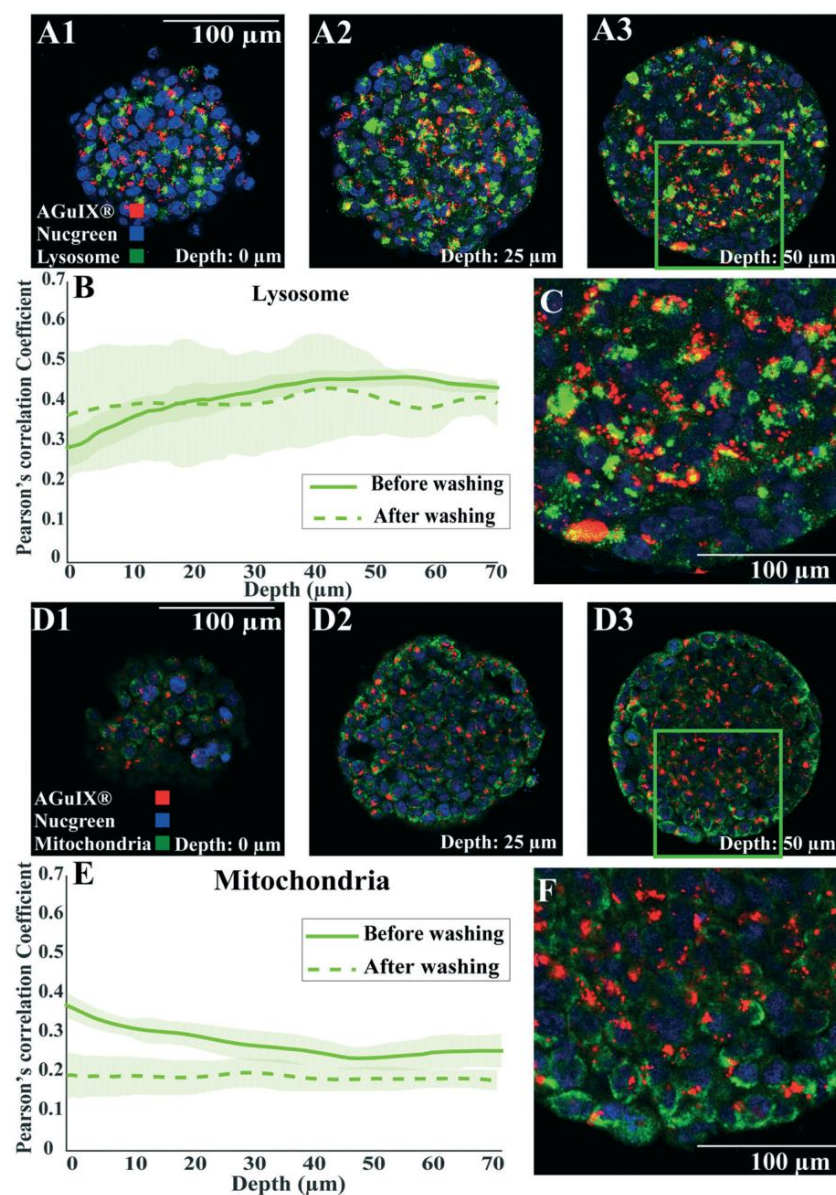 A1
100 µm
AGuIX®
Nucgreen
Lysosome
Depth: 0 µm
A2
Depth: 25 µm
A3
Depth: 50 µm
B
Lysosome
Pearson's correlation Coefficient
0.7
0.6
0.5
0.4
0.3
0.2
0.1
0
Before washing
After washing
0 10 20 30 40 50 60 70
Depth (µm)
C
100 µm
D1
100 µm
AGuIX®
Nucgreen
Mitochondria
Depth: 0 µm
D2
Depth: 25 µm
D3
Depth: 50 µm
E
Mitochondria
Pearson's correlation Coefficient
0.7
0.6
0.5
0.4
0.3
0.2
0.1
0
Before washing
After washing
0 10 20 30 40 50 60 70
Depth (µm)
F
100 µm